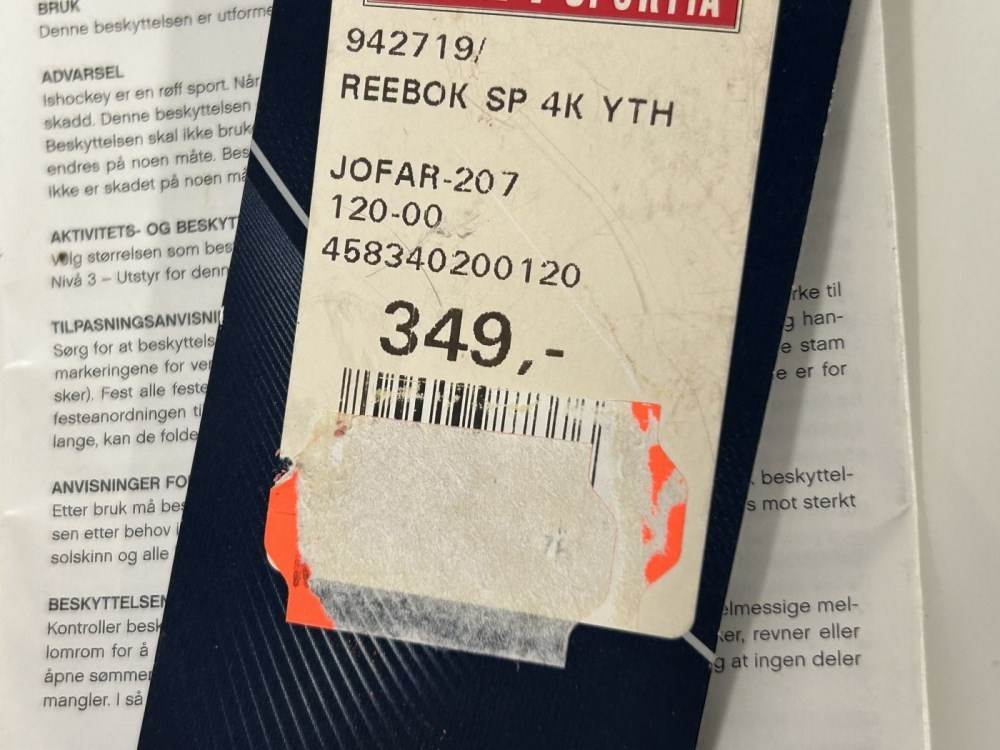 BRUK
Denne beskyttelsen er utforme
ADVARSEL
Ishockey er en røff sport. Når
skadd. Denne beskyttelsen
Beskyttelsen skal ikke bruk
endres på noen måte. Bes
ikke er skadet på noen må
AKTIVITETS- OG BESKYT
Velg størrelsen som bes
Nivå 3 – Utstyr for denn
TILPASNINGSANVISNI
Sørg for at beskyttels
markeringene for ver
sker). Fest alle feste
festeanordningen ti
lange, kan de folde
ANVISNINGER FO
Etter bruk må bes
sen etter behov i
solskinn og alle
BESKYTTELSEN
Kontroller besk
lomrom for å
åpne sømmer
mangler. I så
SPORTIA
942719/
REEBOK SP 4K YTH
JOFAR-207
120-00
458340200120
349,-
rke til
g han-
e stam
e er for
beskyttel-
s mot sterkt
elmessige mel-
ker, revner eller
g at ingen deler